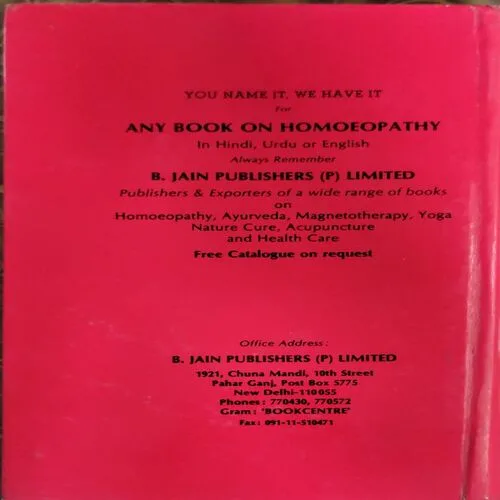 YOU NAME IT, WE HAVE IT
For
ANY BOOK ON HOMOEOPATHY
In Hindi, Urdu or English
Always Remember
B. JAIN PUBLISHERS (P) LIMITED
Publishers & Exporters of a wide range of books
on
Homoeopathy, Ayurveda, Magnetotherapy, Yoga
Nature Cure, Acupuncture
and Health Care
Free Catalogue on request
Office Address :
B. JAIN PUBLISHERS (P) LIMITED
1921, Chuna Mandi, 10th Street
Pahar Ganj, Post Box 5775
New Delhi-110 055
Phones : 770430, 770572
Gram : 'BOOKCENTRE'
Fax : 091-11-510471